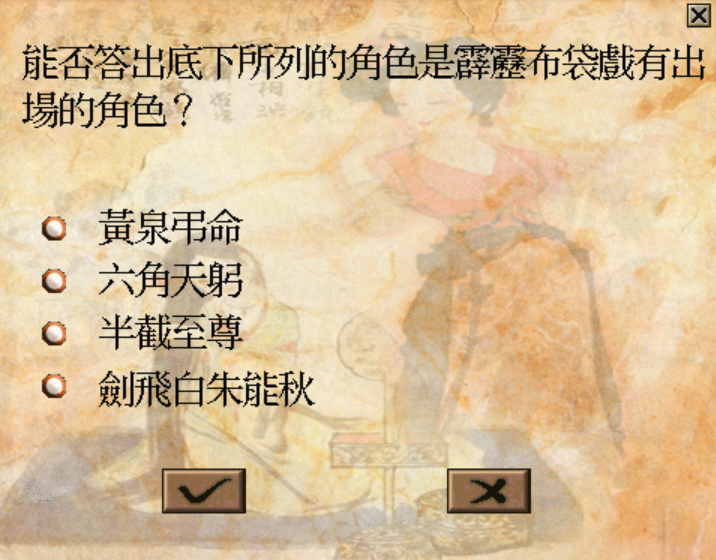 能否答出底下所列的角色是霹靂布袋戲有出
場的角色？
黃泉弔命
六角天躬
半截至尊
劍飛白朱能秋